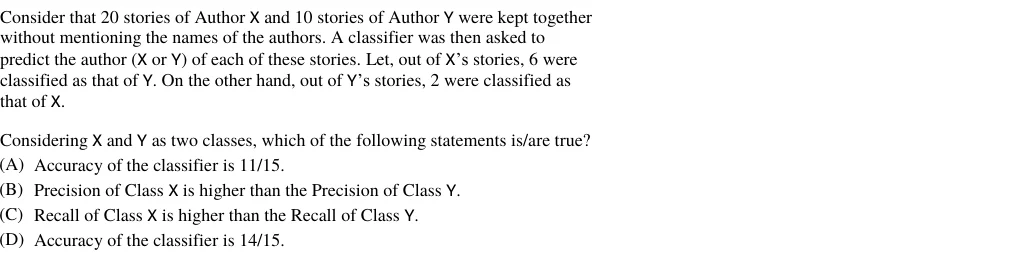 Consider that 20 stories of Author X and 10 stories of Author Y were kept together
without mentioning the names of the authors. A classifier was then asked to
predict the author (X or Y) of each of these stories. Let, out of X's stories, 6 were
classified as that of Y. On the other hand, out of Y's stories, 2 were classified as
that of X.
Considering X and Y as two classes, which of the following statements is/are true?
(A) Accuracy of the classifier is 11/15.
(B) Precision of Class X is higher than the Precision of Class Y.
(C) Recall of Class X is higher than the Recall of Class Y.
(D) Accuracy of the classifier is 14/15.